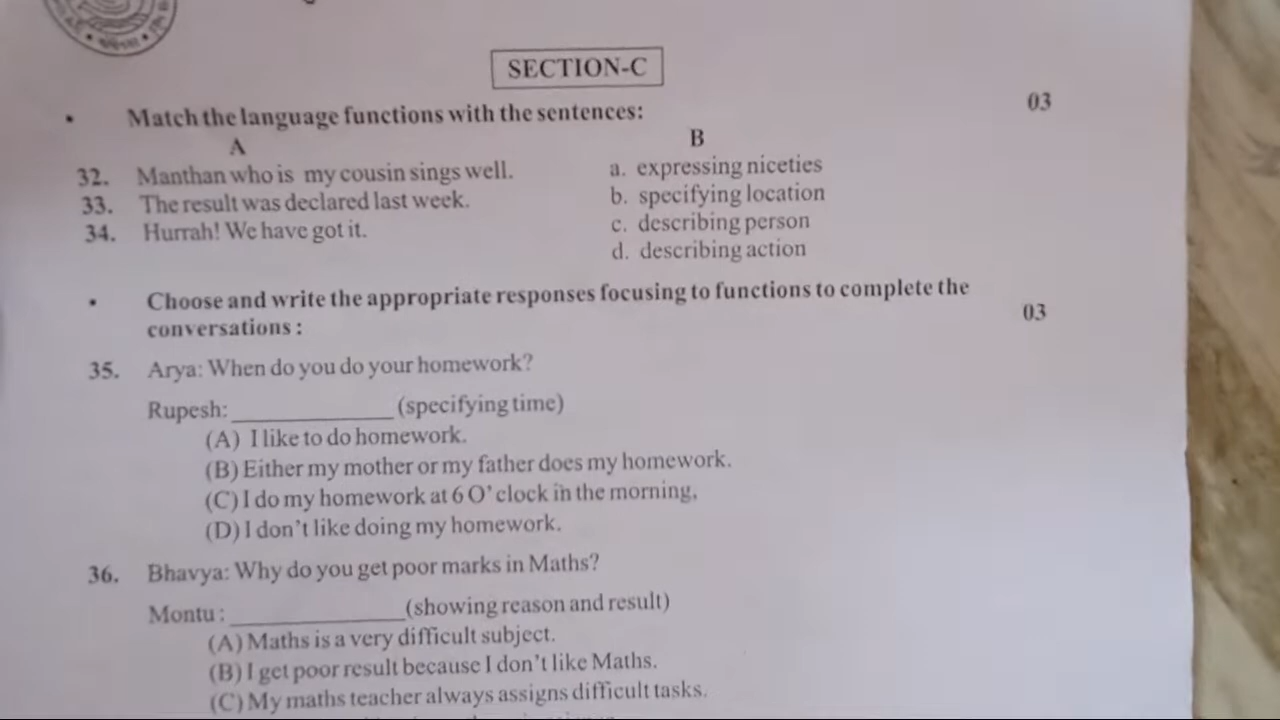 SECTION-C
• Match the language functions with the sentences: 03
A B
32. Manthan who is my cousin sings well. a. expressing niceties
33. The result was declared last week. b. specifying location
34. Hurrah! We have got it. c. describing person
d. describing action
• Choose and write the appropriate responses focusing to functions to complete the
conversations : 03
35. Arya: When do you do your homework?
Rupesh: ______________ (specifying time)
(A) I like to do homework.
(B) Either my mother or my father does my homework.
(C) I do my homework at 6 O' clock in the morning.
(D) I don't like doing my homework.
36. Bhavya: Why do you get poor marks in Maths?
Montu : ______________ (showing reason and result)
(A) Maths is a very difficult subject.
(B) I get poor result because I don't like Maths.
(C) My maths teacher always assigns difficult tasks.